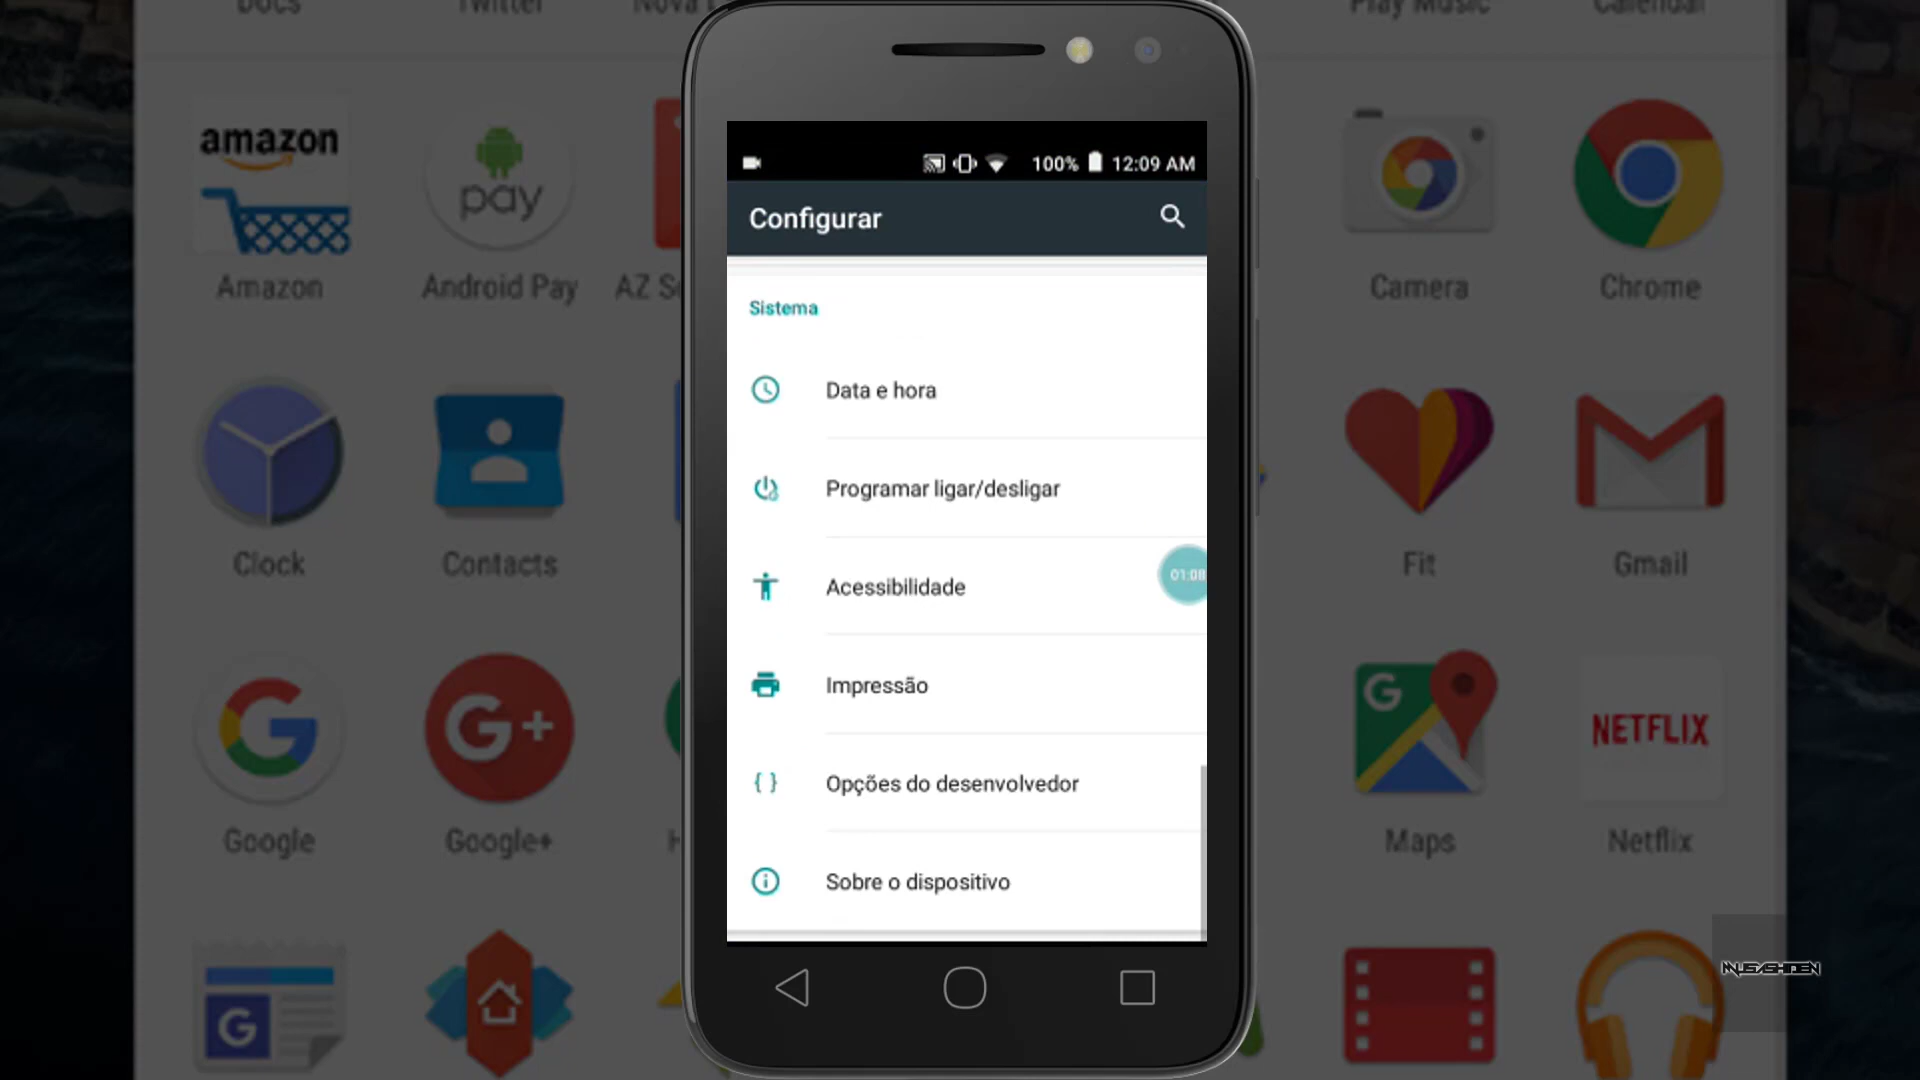 Docs
Twitter
Play Music
Calendar
amazon
pay
Amazon
Android Pay
Camera
Chrome
100%
12:09 AM
Configurar
Sistema
Data e hora
Programar ligar/desligar
Acessibilidade
01:08
Impressão
Opções do desenvolvedor
Sobre o dispositivo
Clock
Contacts
Fit
Gmail
G
G+
G
NETFLIX
Google
Google+
Maps
Netflix
G